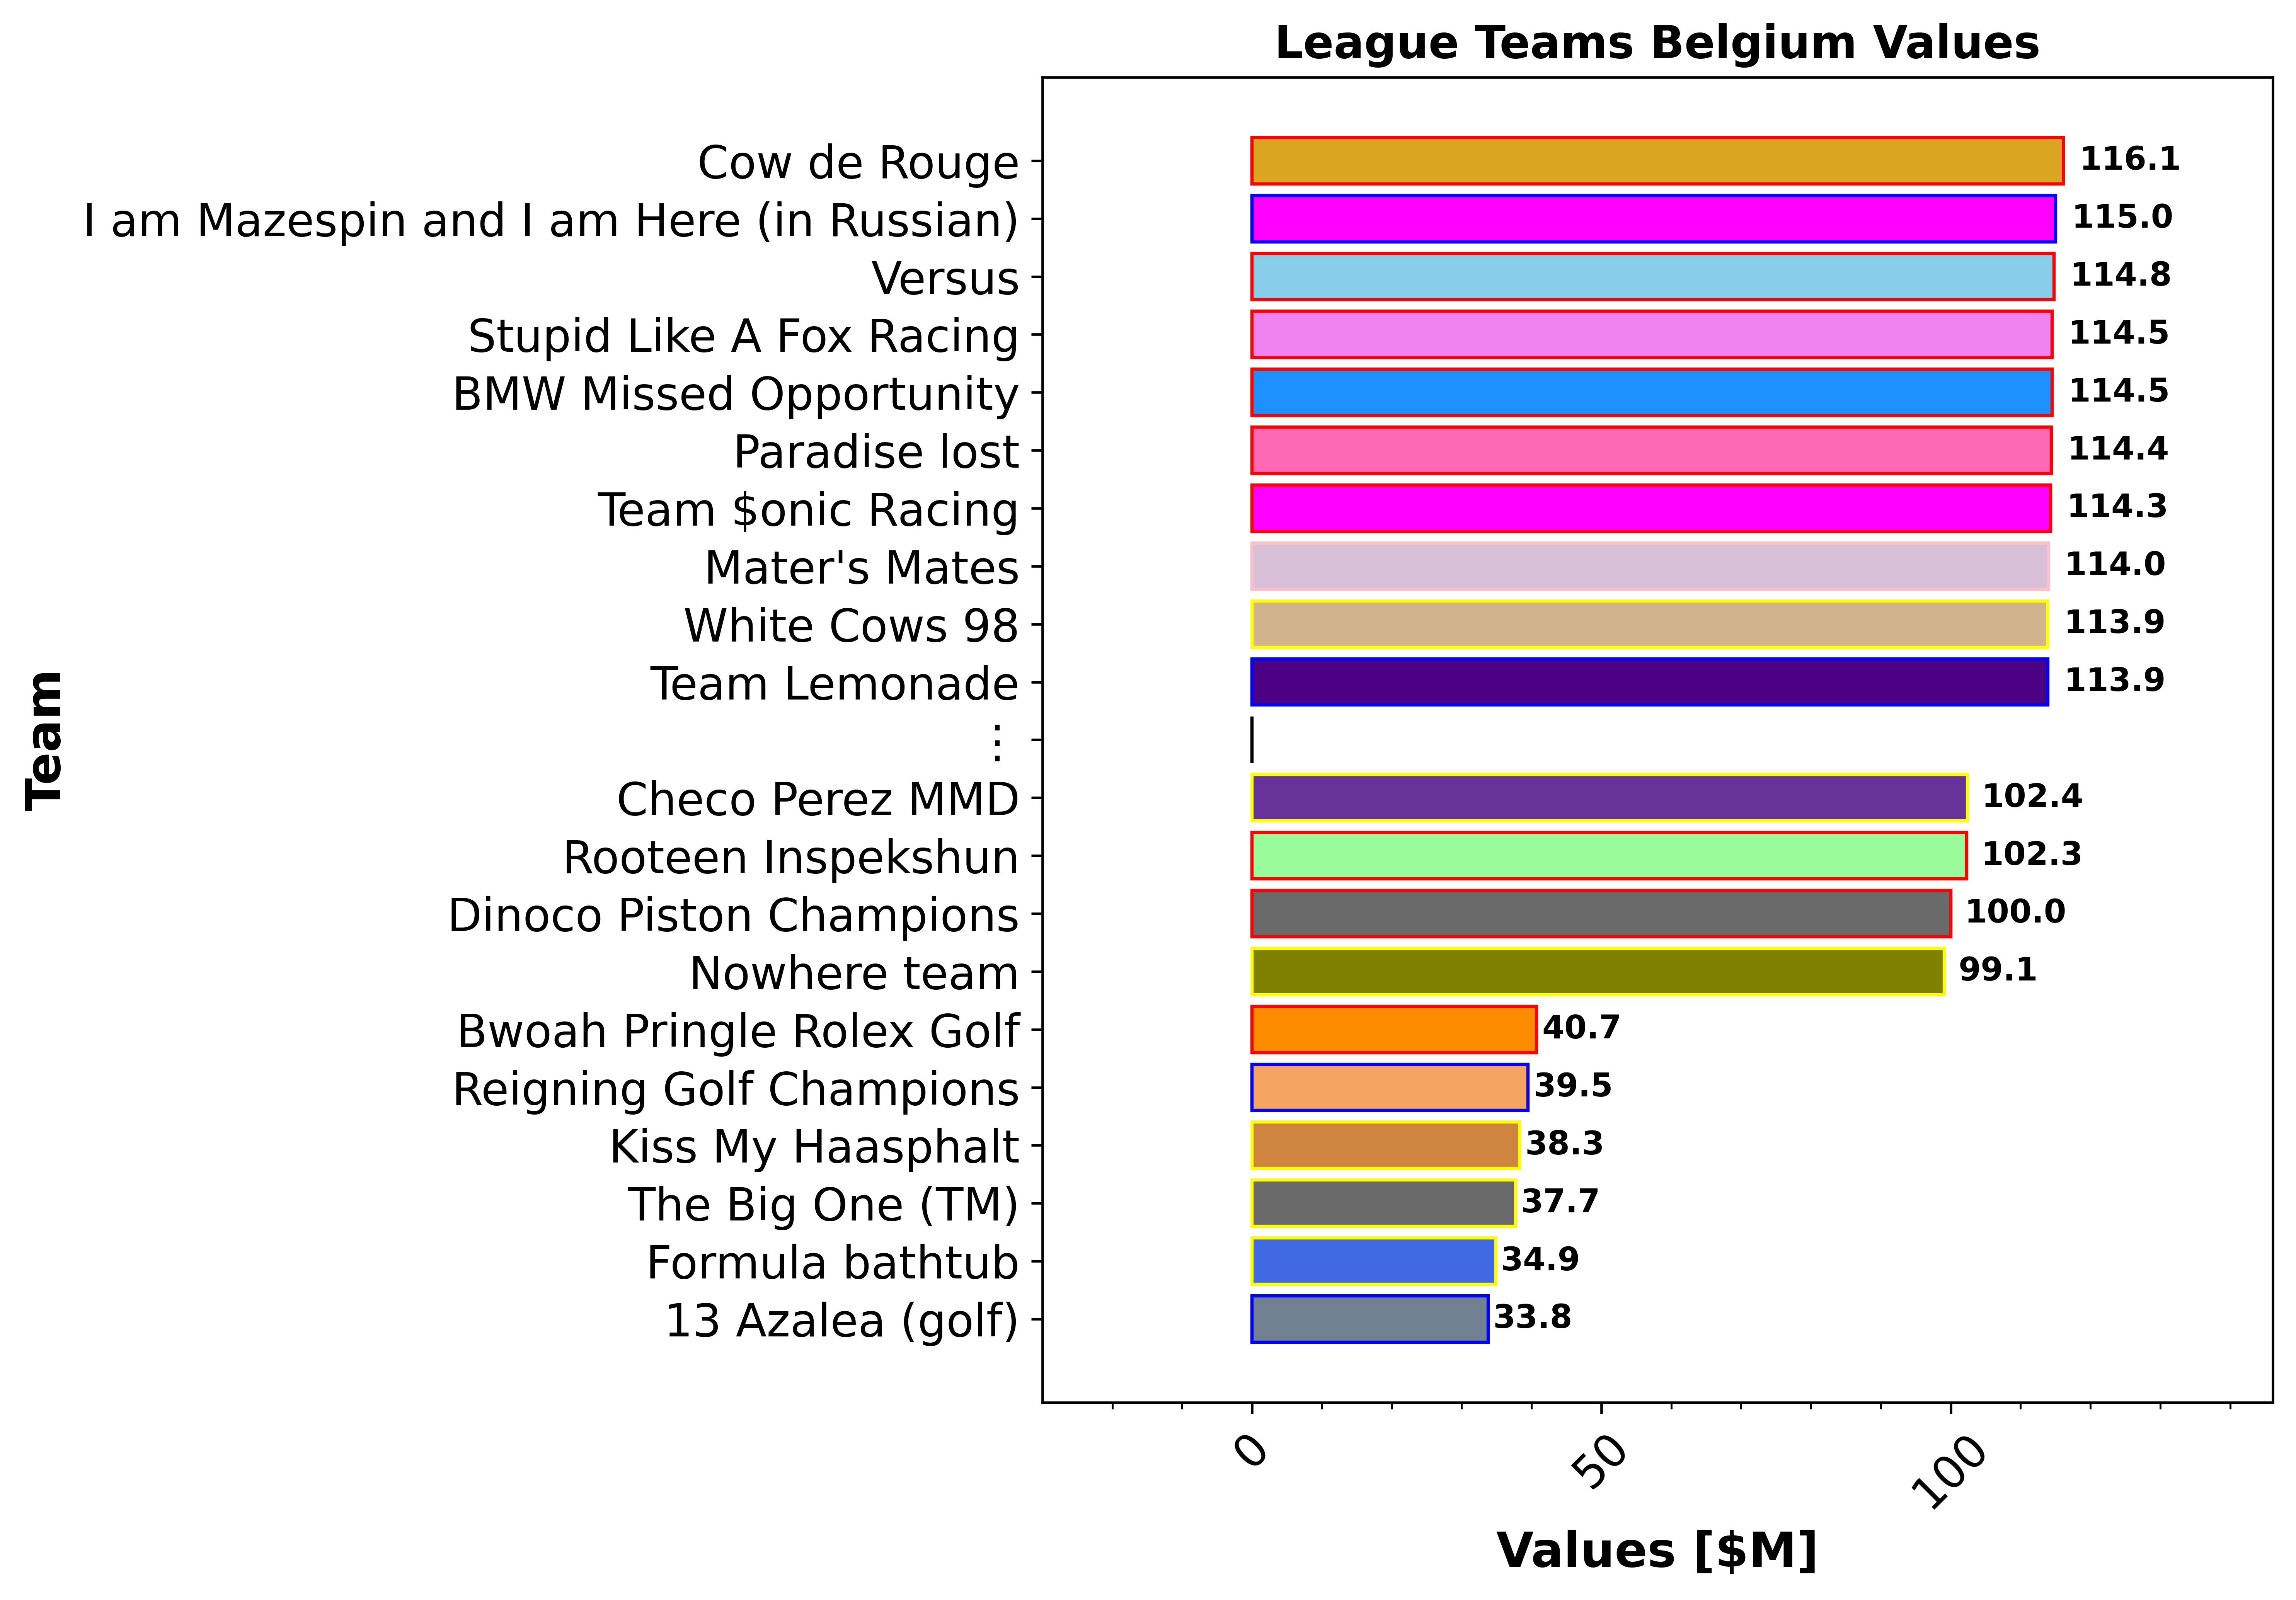 League Teams Belgium Values
Cow de Rouge 116.1
I am Mazespin and I am Here (in Russian) 115.0
Versus 114.8
Stupid Like A Fox Racing 114.5
BMW Missed Opportunity 114.5
Paradise lost 114.4
Team $onic Racing 114.3
Mater's Mates 114.0
White Cows 98 113.9
Team Lemonade 113.9
⋮
Checo Perez MMD 102.4
Rooteen Inspekshun 102.3
Dinoco Piston Champions 100.0
Nowhere team 99.1
Bwoah Pringle Rolex Golf 40.7
Reigning Golf Champions 39.5
Kiss My Haasphalt 38.3
The Big One (TM) 37.7
Formula bathtub 34.9
13 Azalea (golf) 33.8
Team
0 50 100
Values [$M]